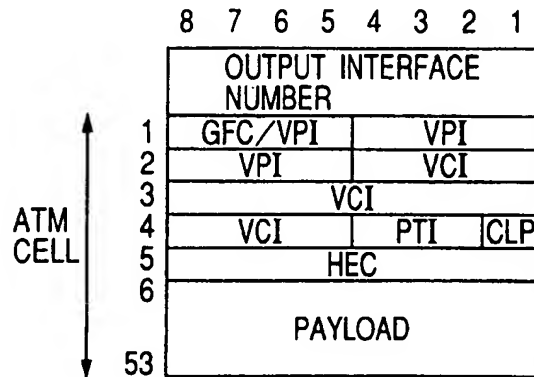 8 7 6 5 4 3 2 1
OUTPUT INTERFACE
NUMBER
1 GFC/VPI VPI
2 VPI VCI
3 VCI
ATM
CELL
4 VCI PTI CLP
5 HEC
6
PAYLOAD
53